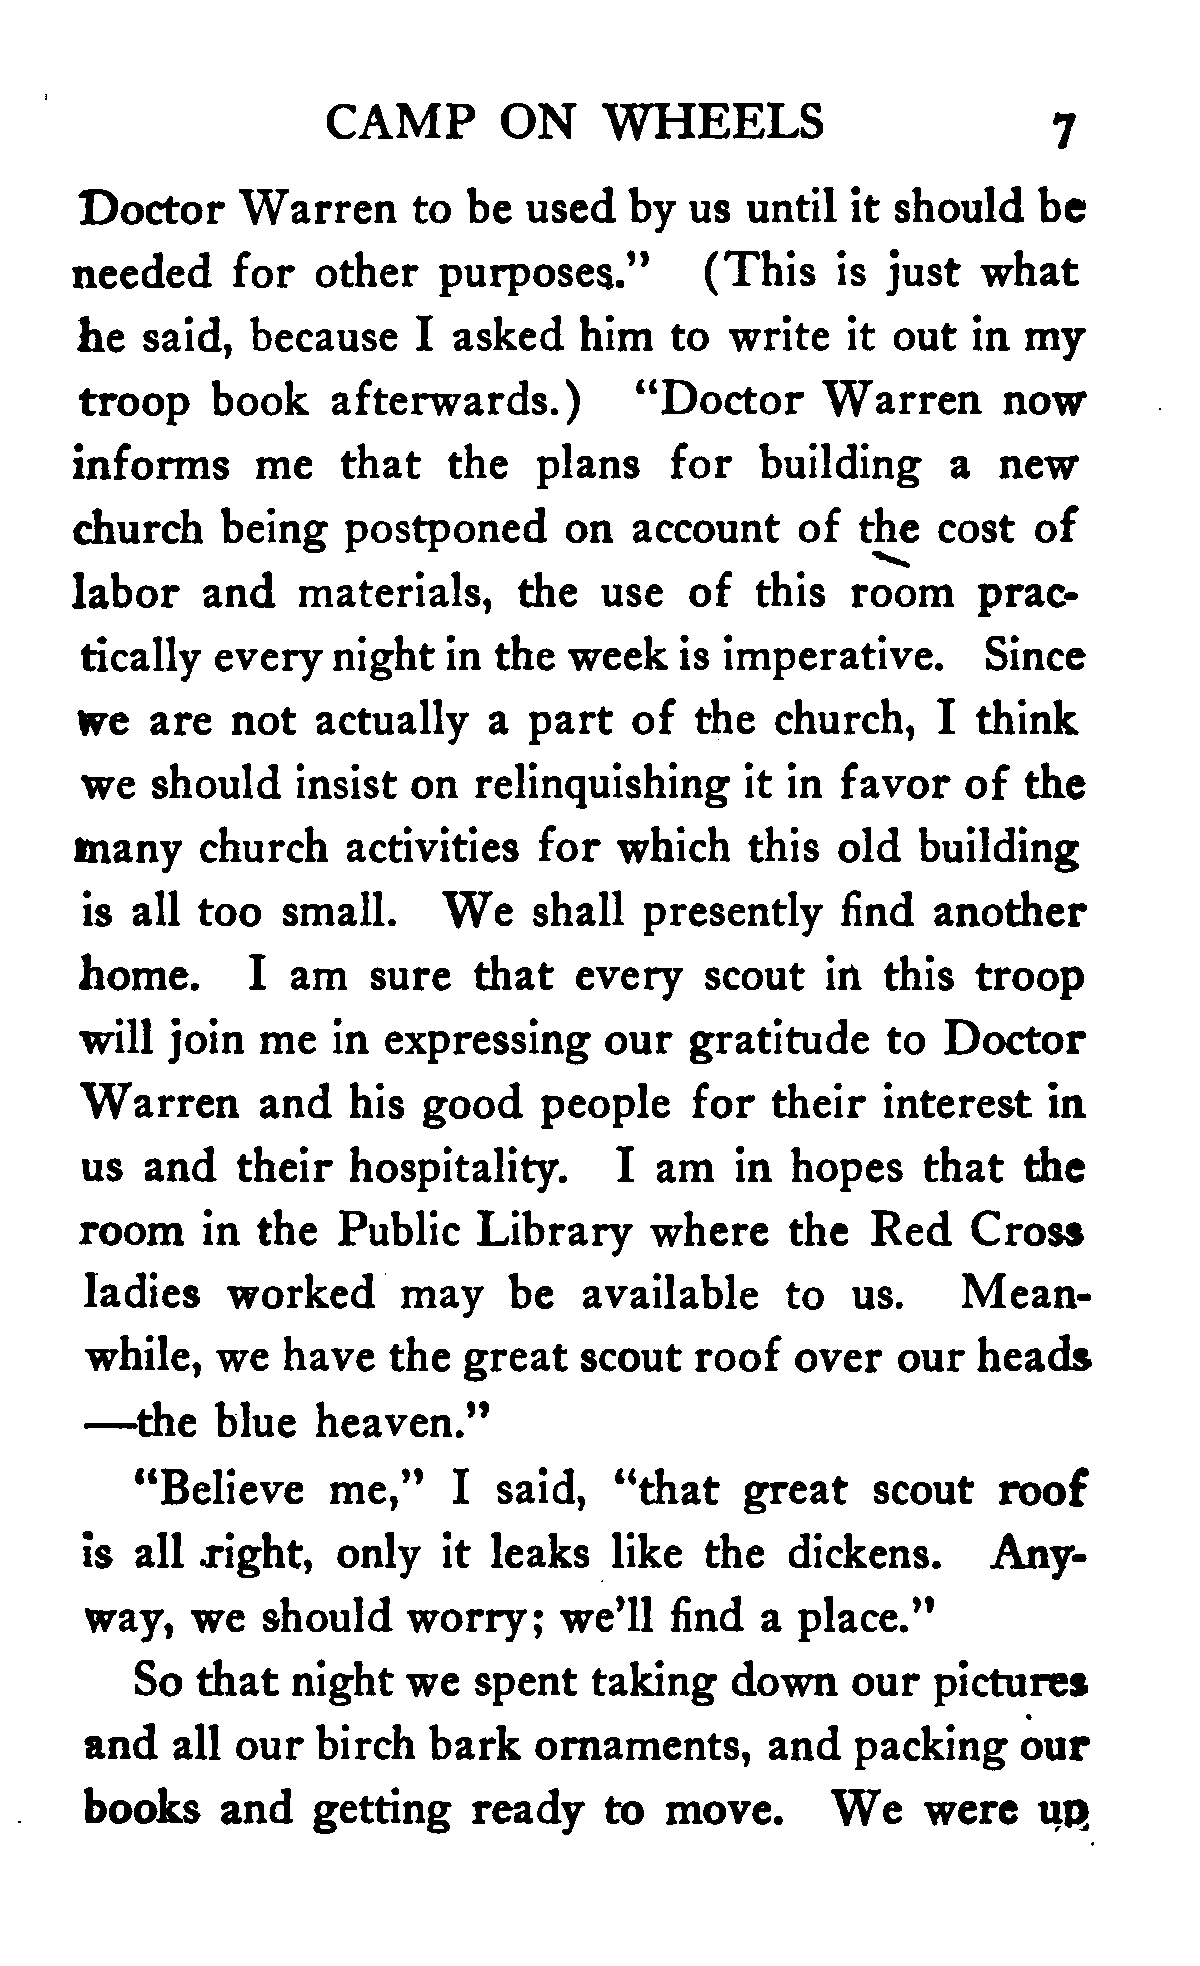 CAMP ON WHEELS 7
Doctor Warren to be used by us until it should be
needed for other purposes." (This is just what
he said, because I asked him to write it out in my
troop book afterwards.) "Doctor Warren now
informs me that the plans for building a new
church being postponed on account of the cost of
labor and materials, the use of this room prac-
tically every night in the week is imperative. Since
we are not actually a part of the church, I think
we should insist on relinquishing it in favor of the
many church activities for which this old building
is all too small. We shall presently find another
home. I am sure that every scout in this troop
will join me in expressing our gratitude to Doctor
Warren and his good people for their interest in
us and their hospitality. I am in hopes that the
room in the Public Library where the Red Cross
ladies worked may be available to us. Mean-
while, we have the great scout roof over our heads
—the blue heaven."
"Believe me," I said, "that great scout roof
is all right, only it leaks like the dickens. Any-
way, we should worry; we'll find a place."
So that night we spent taking down our pictures
and all our birch bark ornaments, and packing our
books and getting ready to move. We were up